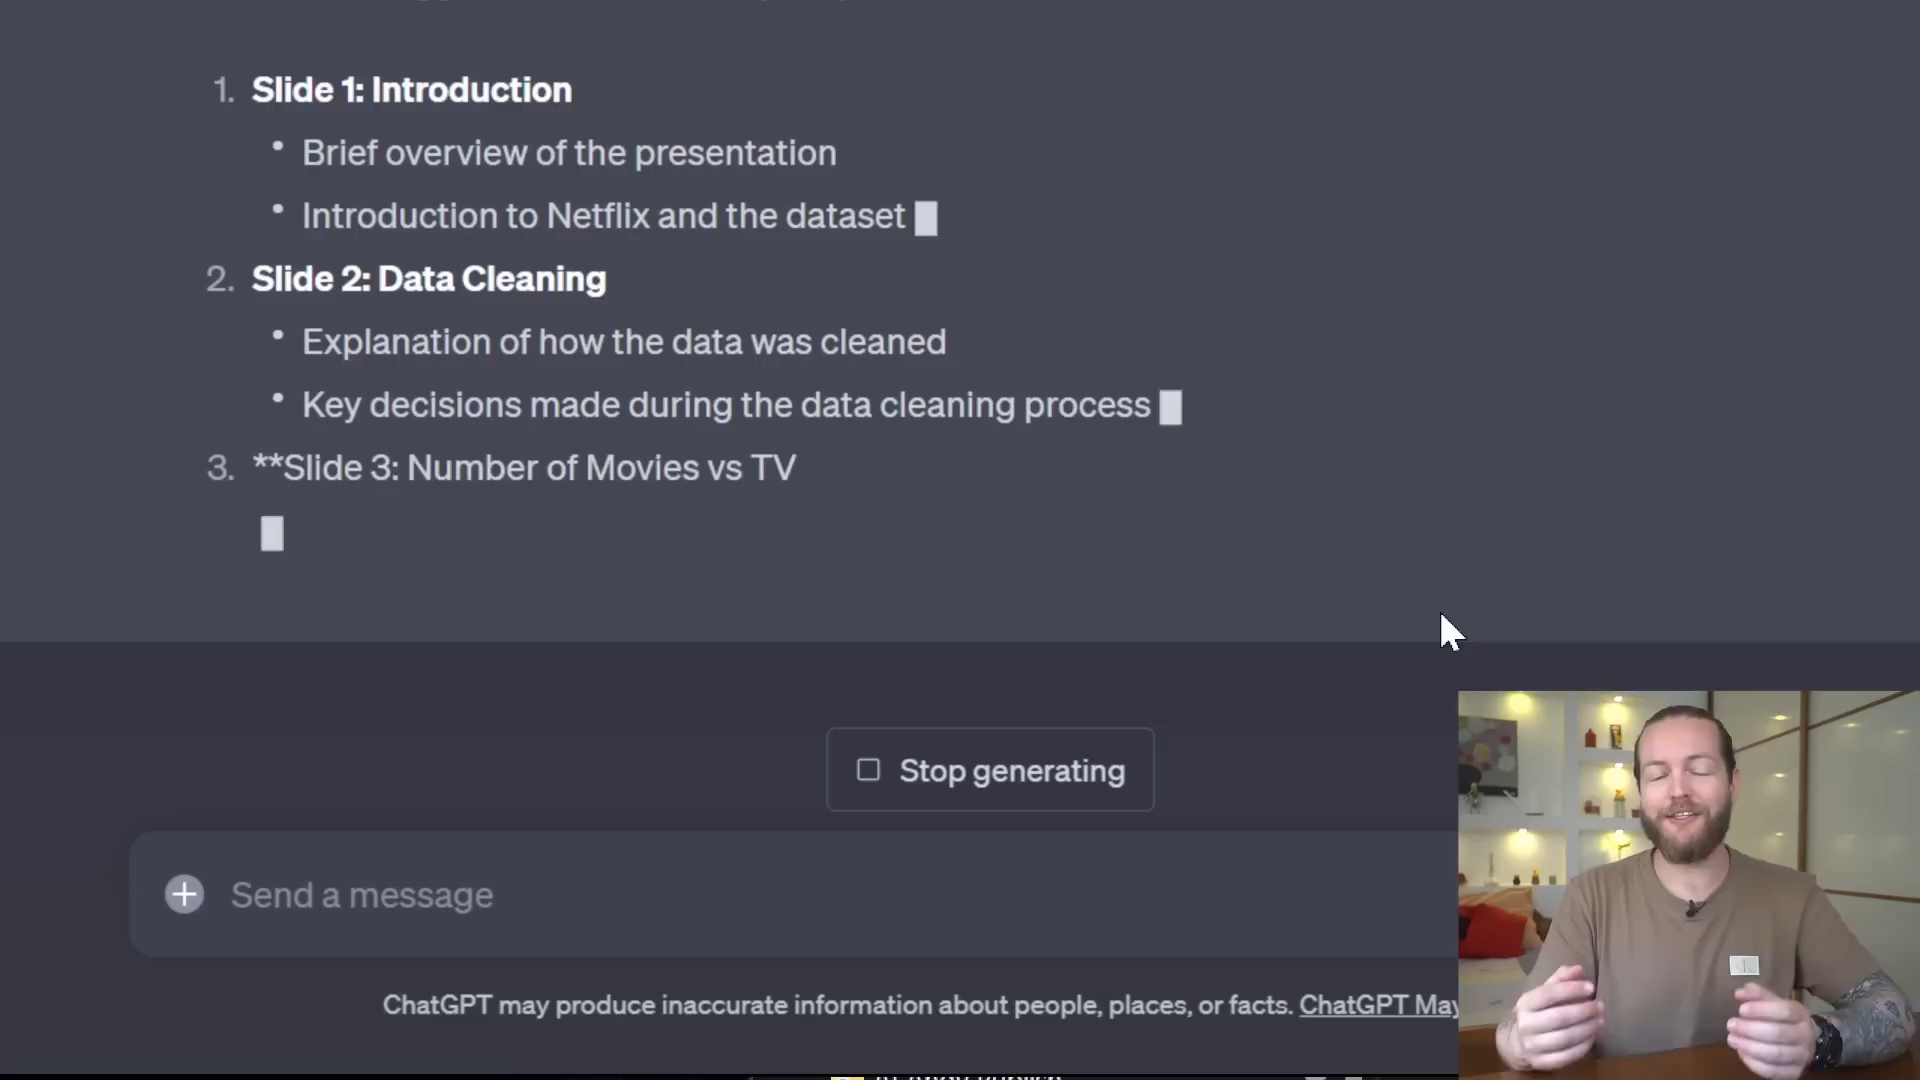 1. Slide 1: Introduction
• Brief overview of the presentation
• Introduction to Netflix and the dataset
2. Slide 2: Data Cleaning
• Explanation of how the data was cleaned
• Key decisions made during the data cleaning process
3. **Slide 3: Number of Movies vs TV
Stop generating
Send a message
ChatGPT may produce inaccurate information about people, places, or facts. ChatGPT May